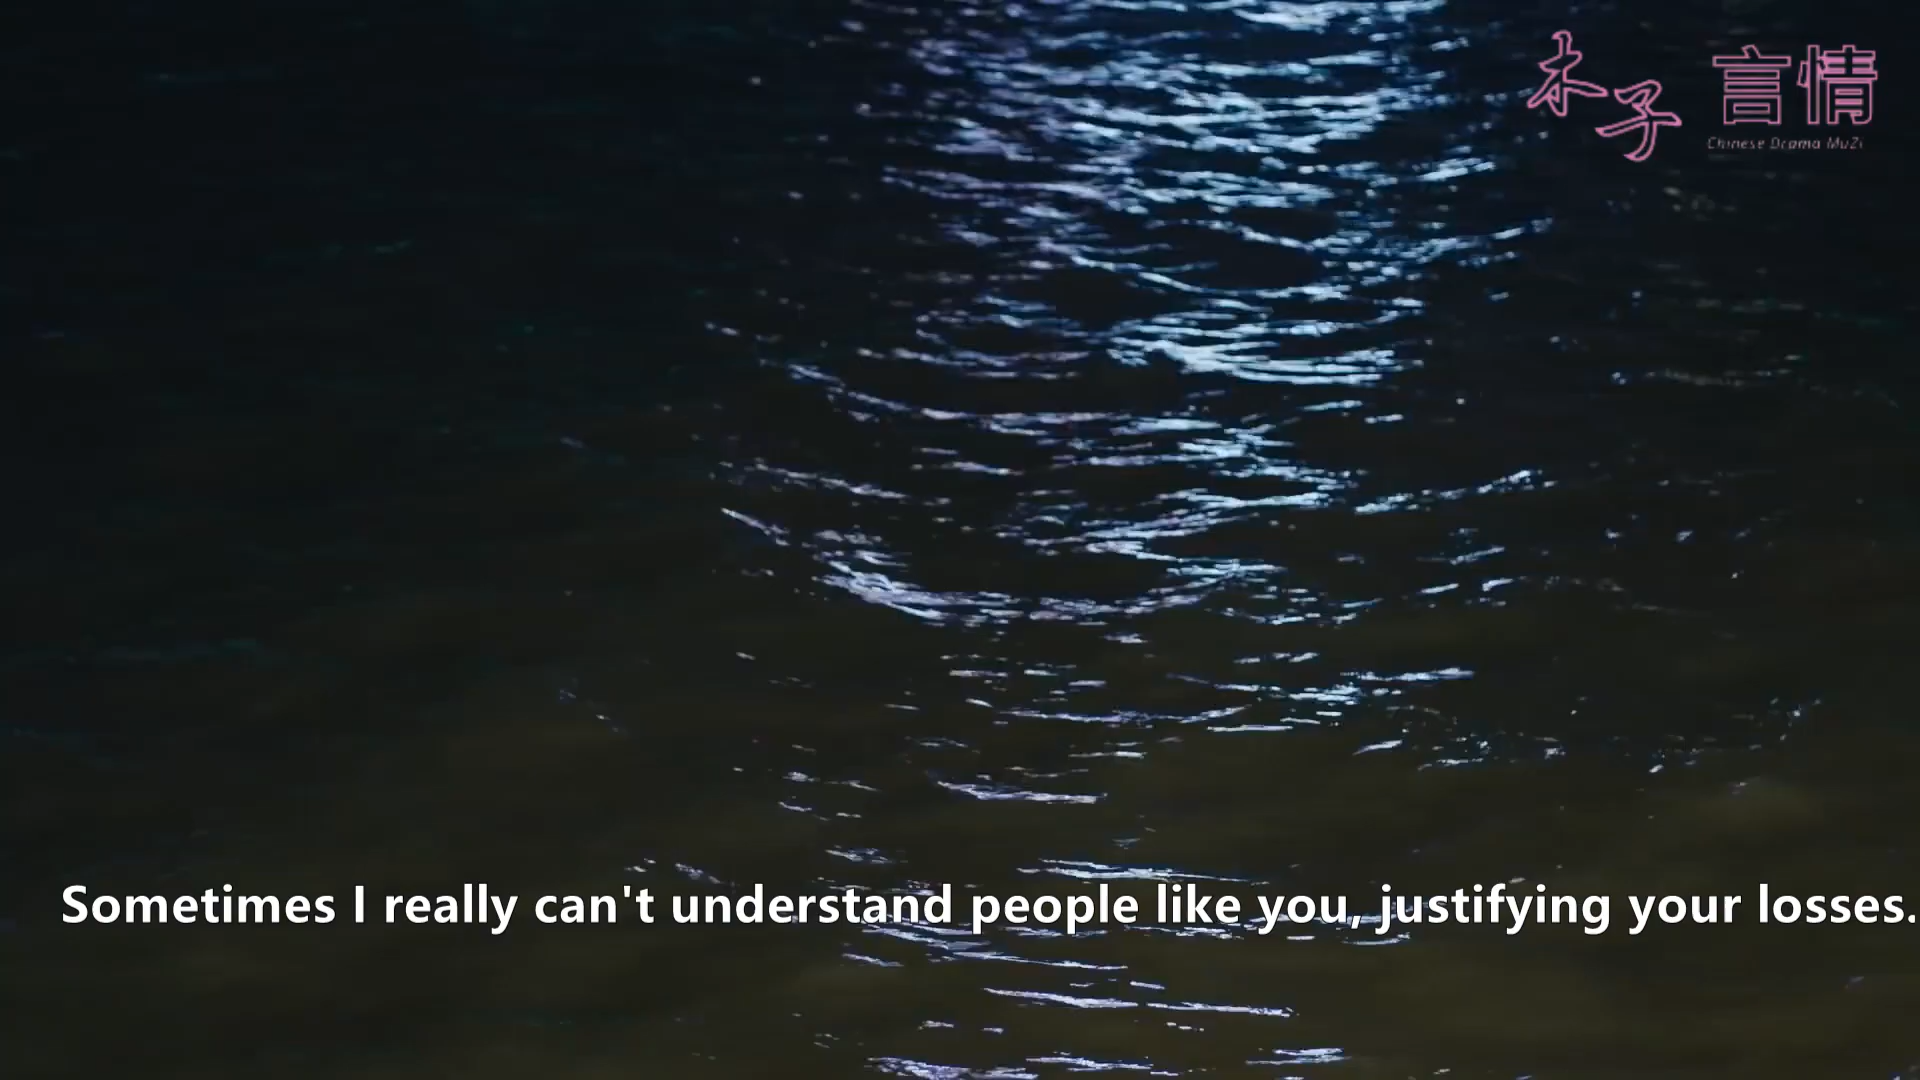 木子 言情
Chinese Drama MuZi
Sometimes I really can't understand people like you, justifying your losses.